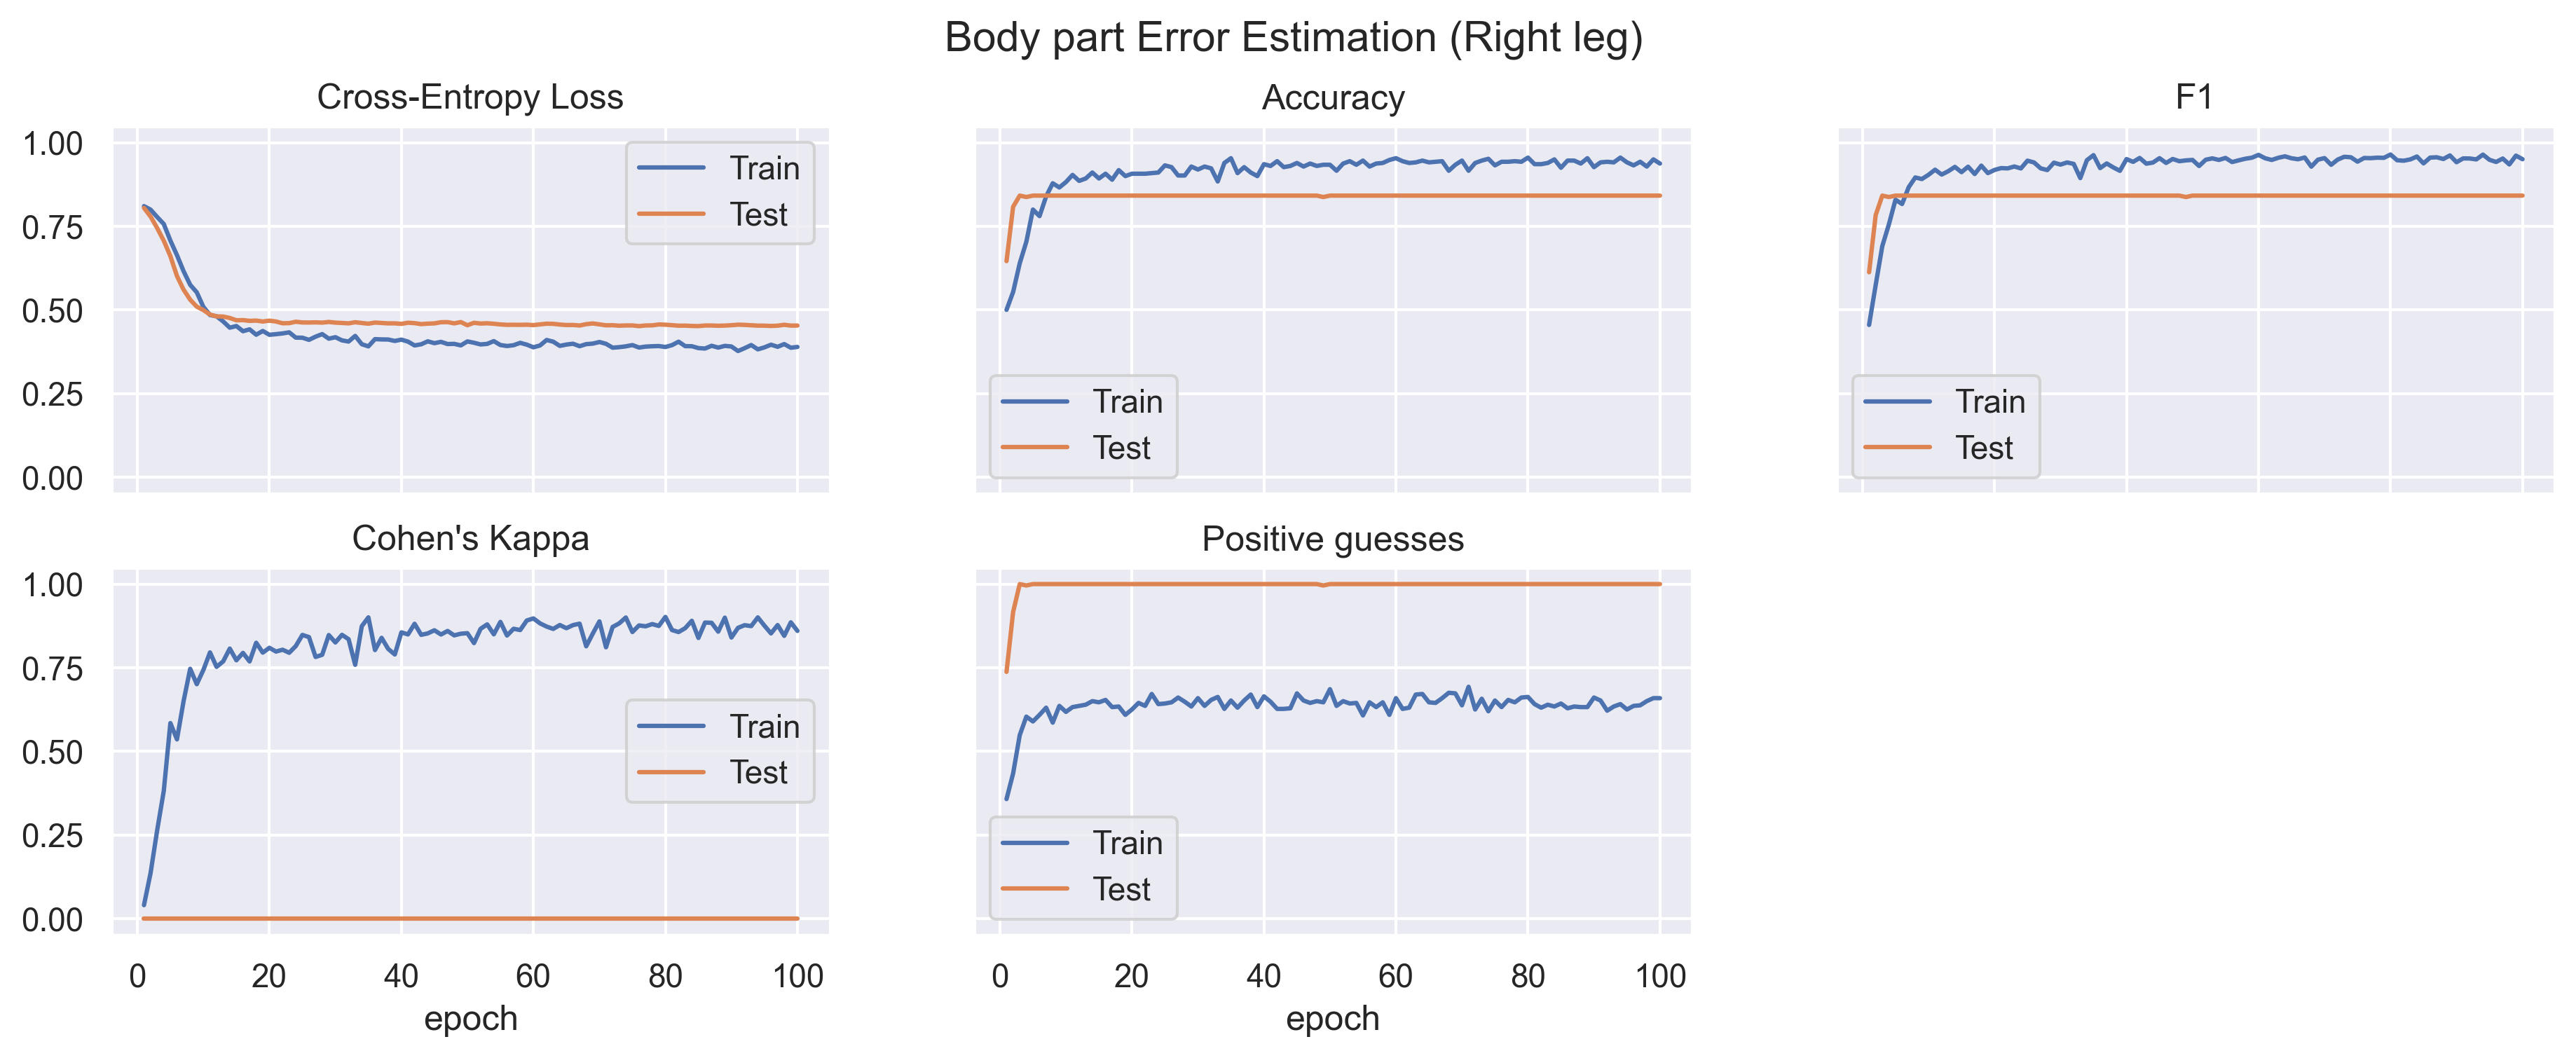 Body part Error Estimation (Right leg)
Cross-Entropy Loss
1.00
0.75
0.50
0.25
0.00
Train
Test
Accuracy
Train
Test
F1
Train
Test
Cohen's Kappa
1.00
0.75
0.50
0.25
0.00
Train
Test
0 20 40 60 80 100
epoch
Positive guesses
Train
Test
0 20 40 60 80 100
epoch